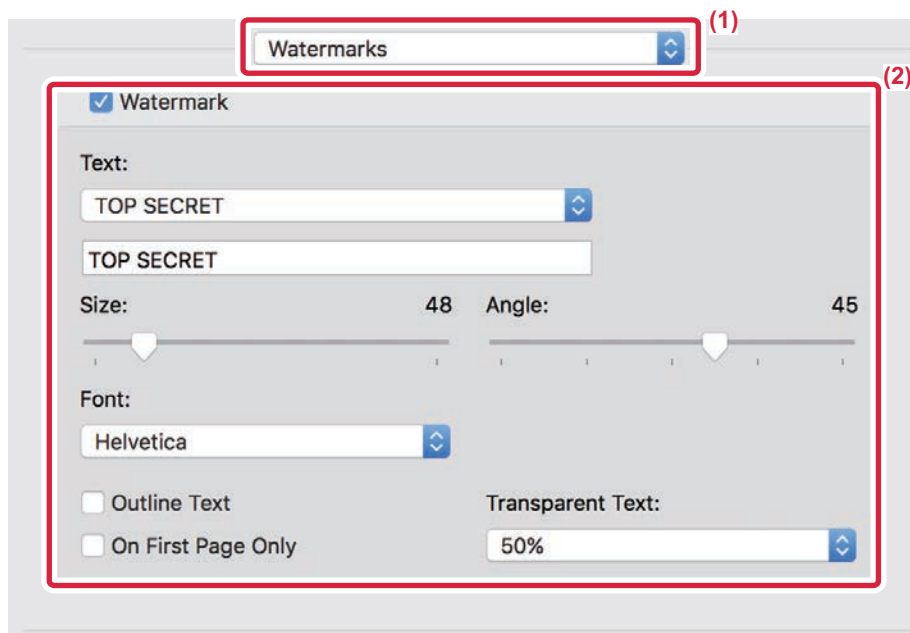 (1)
Watermarks
(2)
Watermark
Text:
TOP SECRET
TOP SECRET
Size: 48 Angle: 45
Font:
Helvetica
Outline Text Transparent Text:
On First Page Only 50%